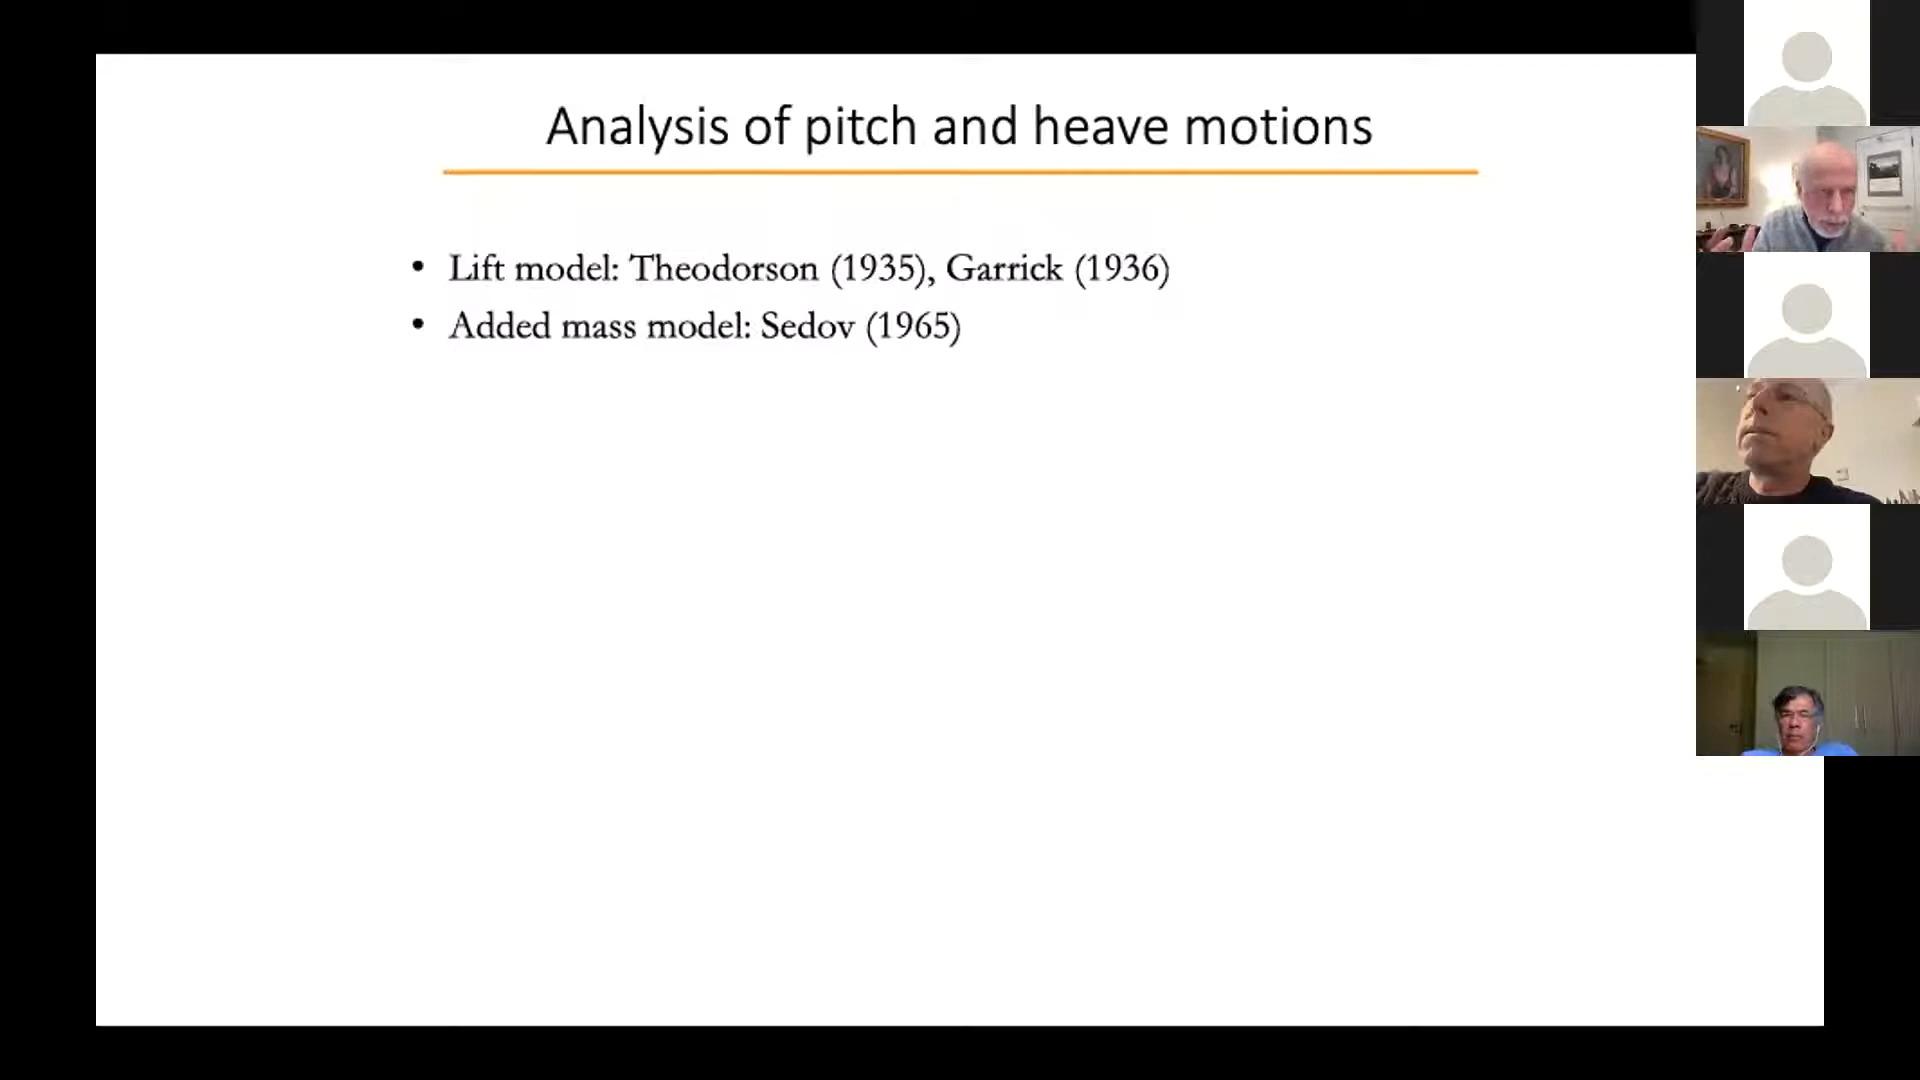 Analysis of pitch and heave motions
• Lift model: Theodorson (1935), Garrick (1936)
• Added mass model: Sedov (1965)